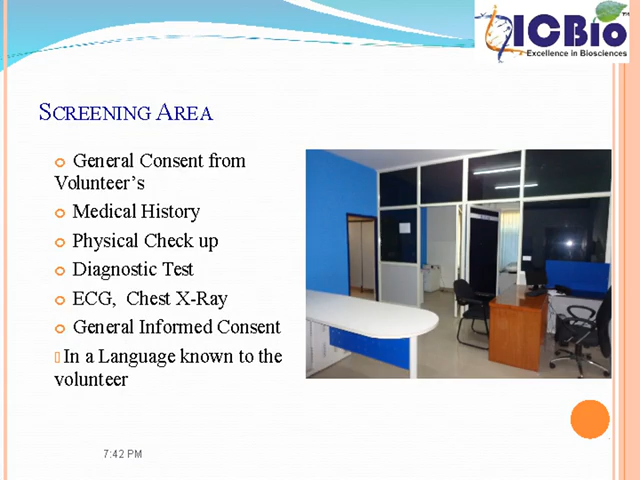 ICBio
TM
Excellence in Biosciences
SCREENING AREA
General Consent from
Volunteer's
Medical History
Physical Check up
Diagnostic Test
ECG, Chest X-Ray
General Informed Consent
In a Language known to the
volunteer
7:42 PM